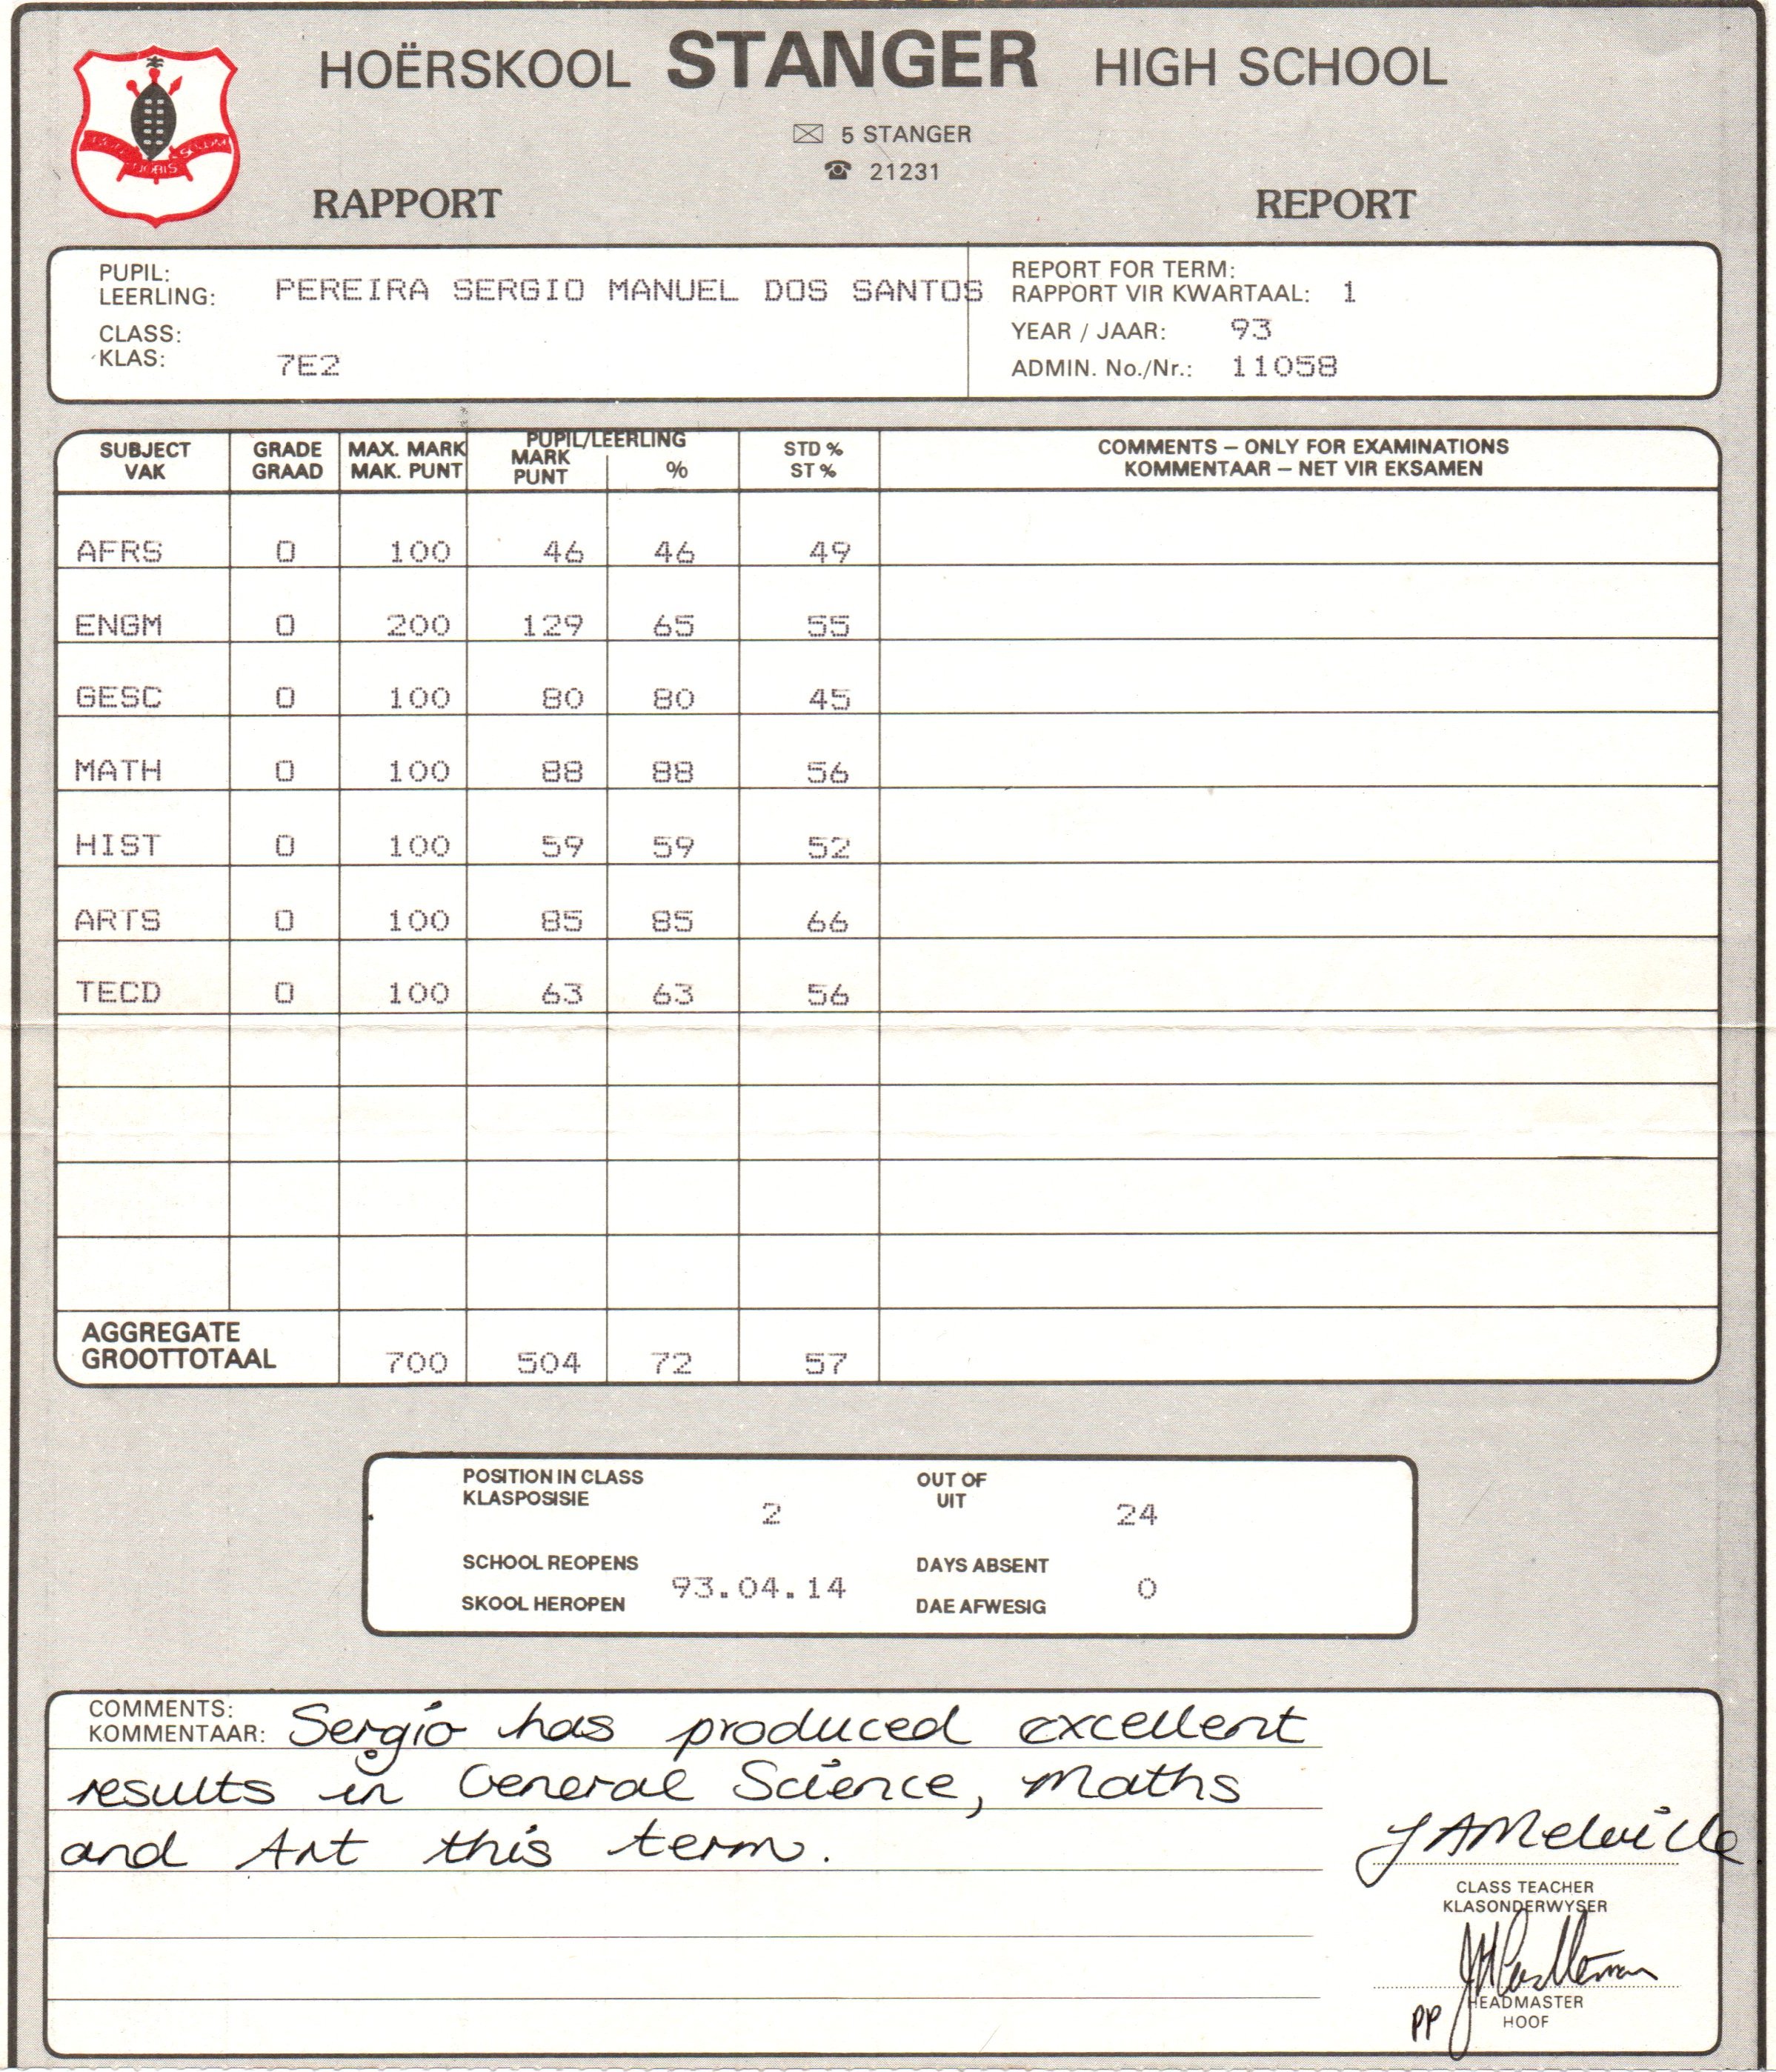 HOËRSKOOL STANGER HIGH SCHOOL
5 STANGER
21231
NOBIS
RAPPORT REPORT
PUPIL:
LEERLING: PEREIRA SERGIO MANUEL DOS SANTOS
CLASS:
KLAS: 7E2
REPORT FOR TERM:
RAPPORT VIR KWARTAAL: 1
YEAR / JAAR: 93
ADMIN. No./Nr.: 11058
SUBJECT GRADE MAX. MARK PUPIL/LEERLING STD % COMMENTS – ONLY FOR EXAMINATIONS
VAK GRAAD MAK. PUNT MARK PUNT % ST % KOMMENTAAR – NET VIR EKSAMEN
AFRS 0 100 46 46 49
ENGM 0 200 129 65 55
GESC 0 100 80 80 45
MATH 0 100 88 88 56
HIST 0 100 59 59 52
ARTS 0 100 85 85 66
TECD 0 100 63 63 56
AGGREGATE
GROOTTOTAAL 700 504 72 57
POSITION IN CLASS OUT OF
KLASPOSISIE 2 UIT 24
SCHOOL REOPENS DAYS ABSENT
93.04.14 0
SKOOL HEROPEN DAE AFWESIG
COMMENTS:
KOMMENTAAR: Sergio has produced excellent
results in General Science, Maths
and Art this term.
J A Melville
CLASS TEACHER
KLASONDERWYSER
PP HEADMASTER
HOOF